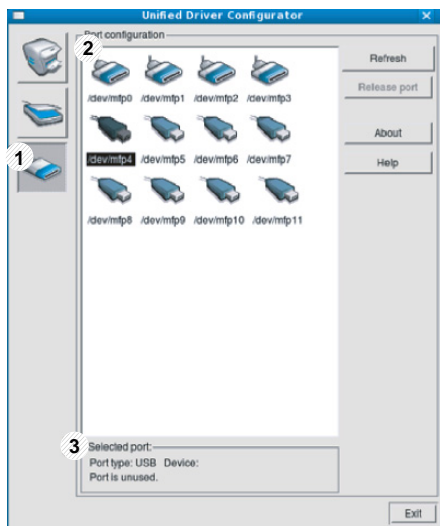 Unified Driver Configurator
Port configuration
2
/dev/mfp0 /dev/mfp1 /dev/mfp2 /dev/mfp3
Refresh
Release port
1
/dev/mfp4 /dev/mfp5 /dev/mfp6 /dev/mfp7
About
Help
/dev/mfp8 /dev/mfp9 /dev/mfp10 /dev/mfp11
3
Selected port:
Port type: USB Device:
Port is unused.
Exit